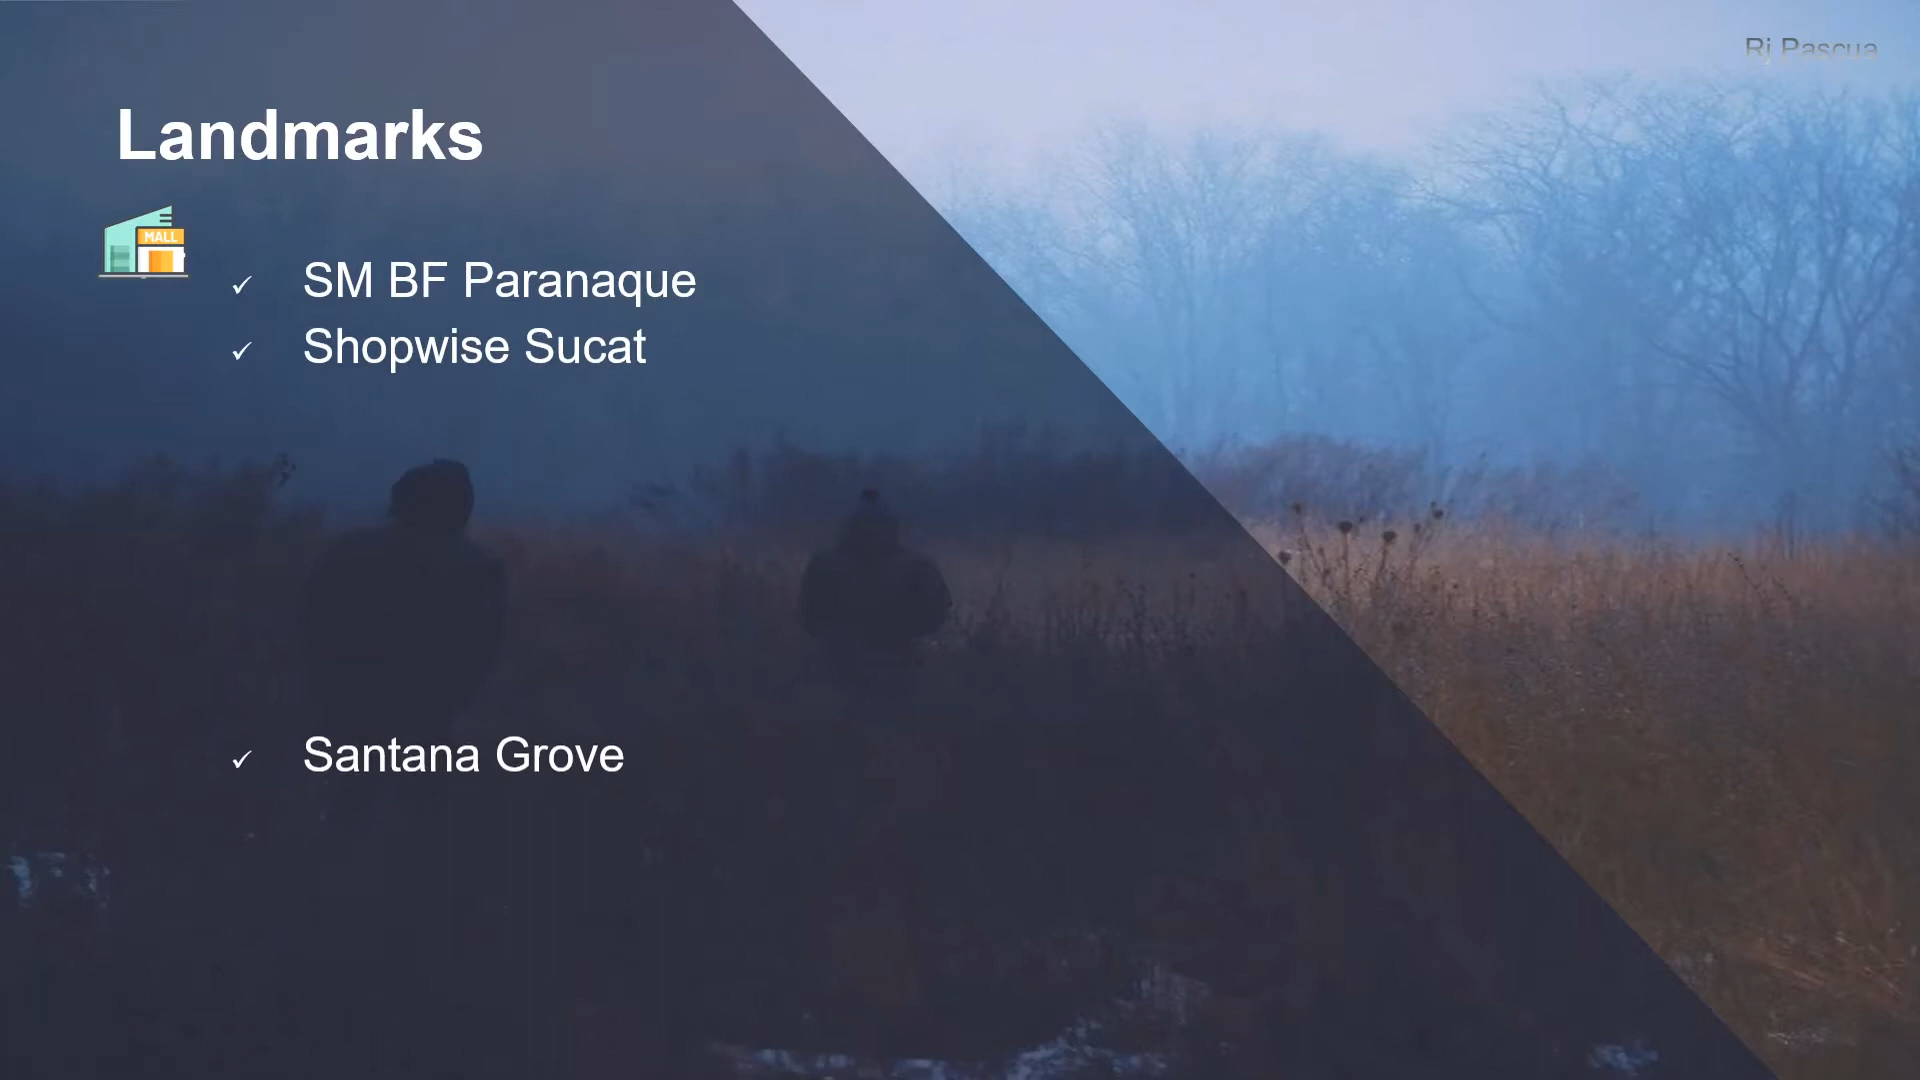 Rj Pascua
Landmarks
MALL
✓ SM BF Paranaque
✓ Shopwise Sucat
✓ Santana Grove